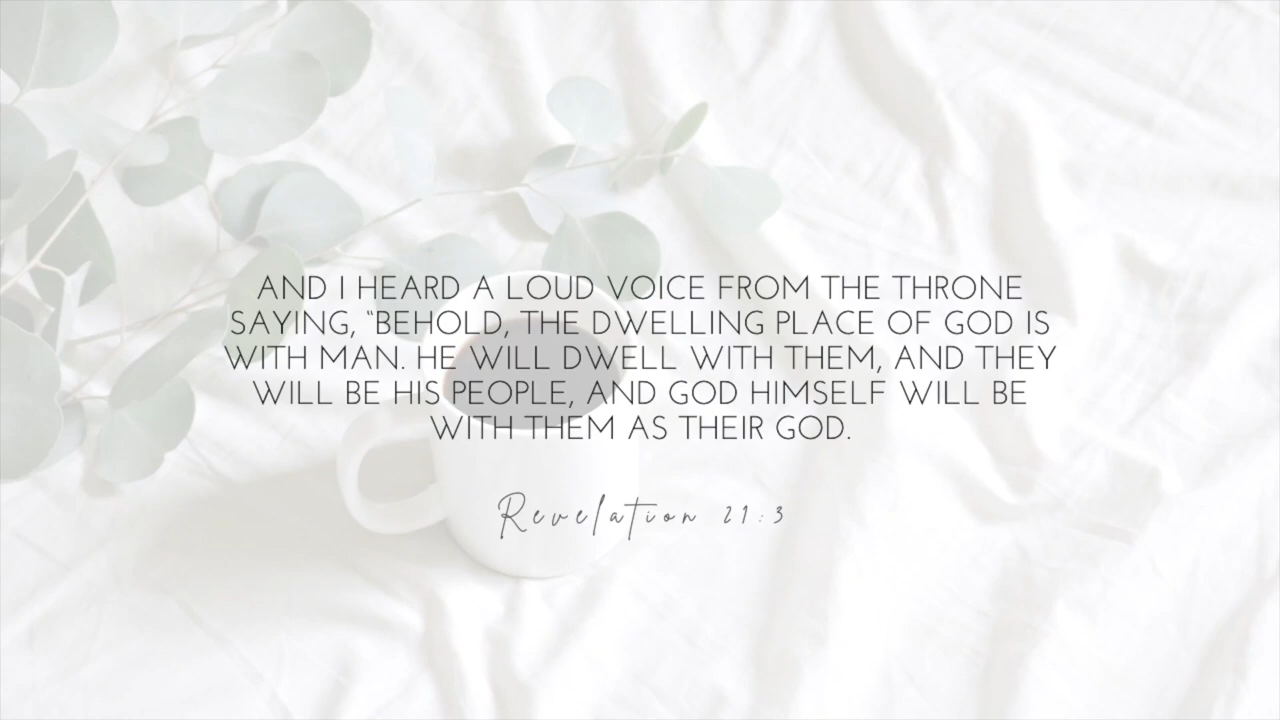 AND I HEARD A LOUD VOICE FROM THE THRONE
SAYING, “BEHOLD, THE DWELLING PLACE OF GOD IS
WITH MAN. HE WILL DWELL WITH THEM, AND THEY
WILL BE HIS PEOPLE, AND GOD HIMSELF WILL BE
WITH THEM AS THEIR GOD.
Revelation 21:3